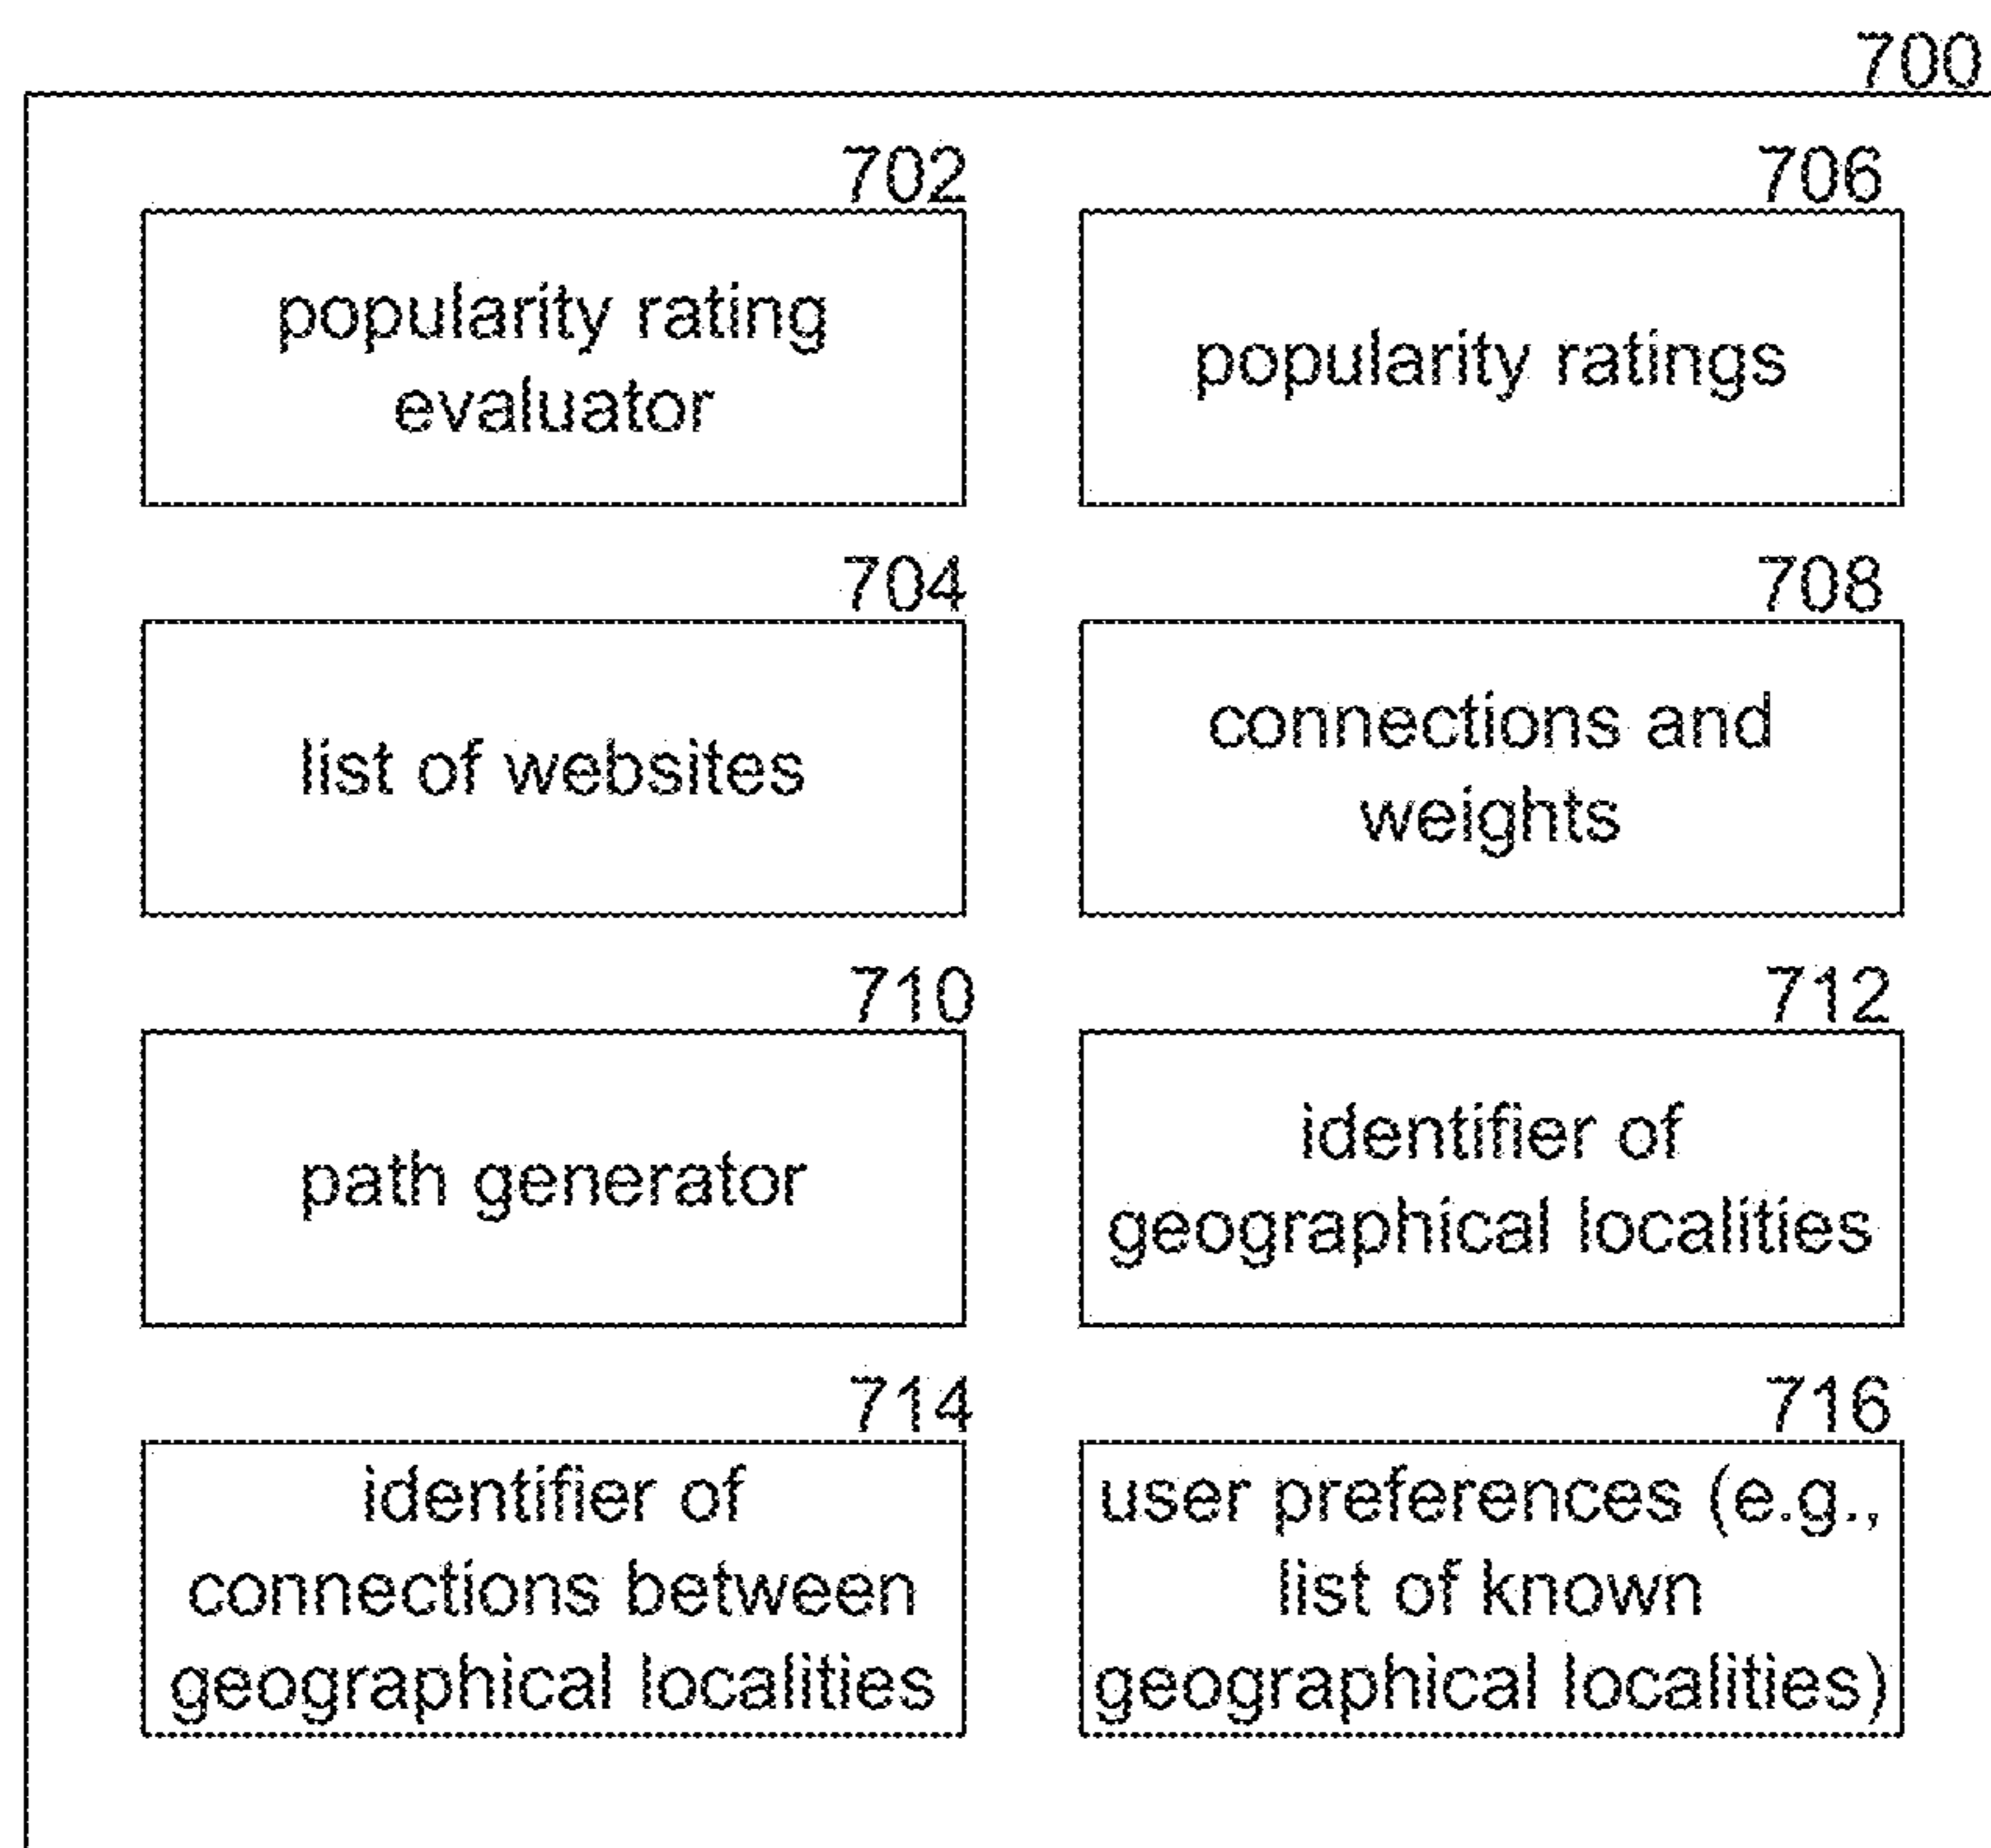 700
702
popularity rating
evaluator
706
popularity ratings
704
list of websites
708
connections and
weights
710
path generator
712
identifier of
geographical localities
714
identifier of
connections between
geographical localities
716
user preferences (e.g.,
list of known
geographical localities)